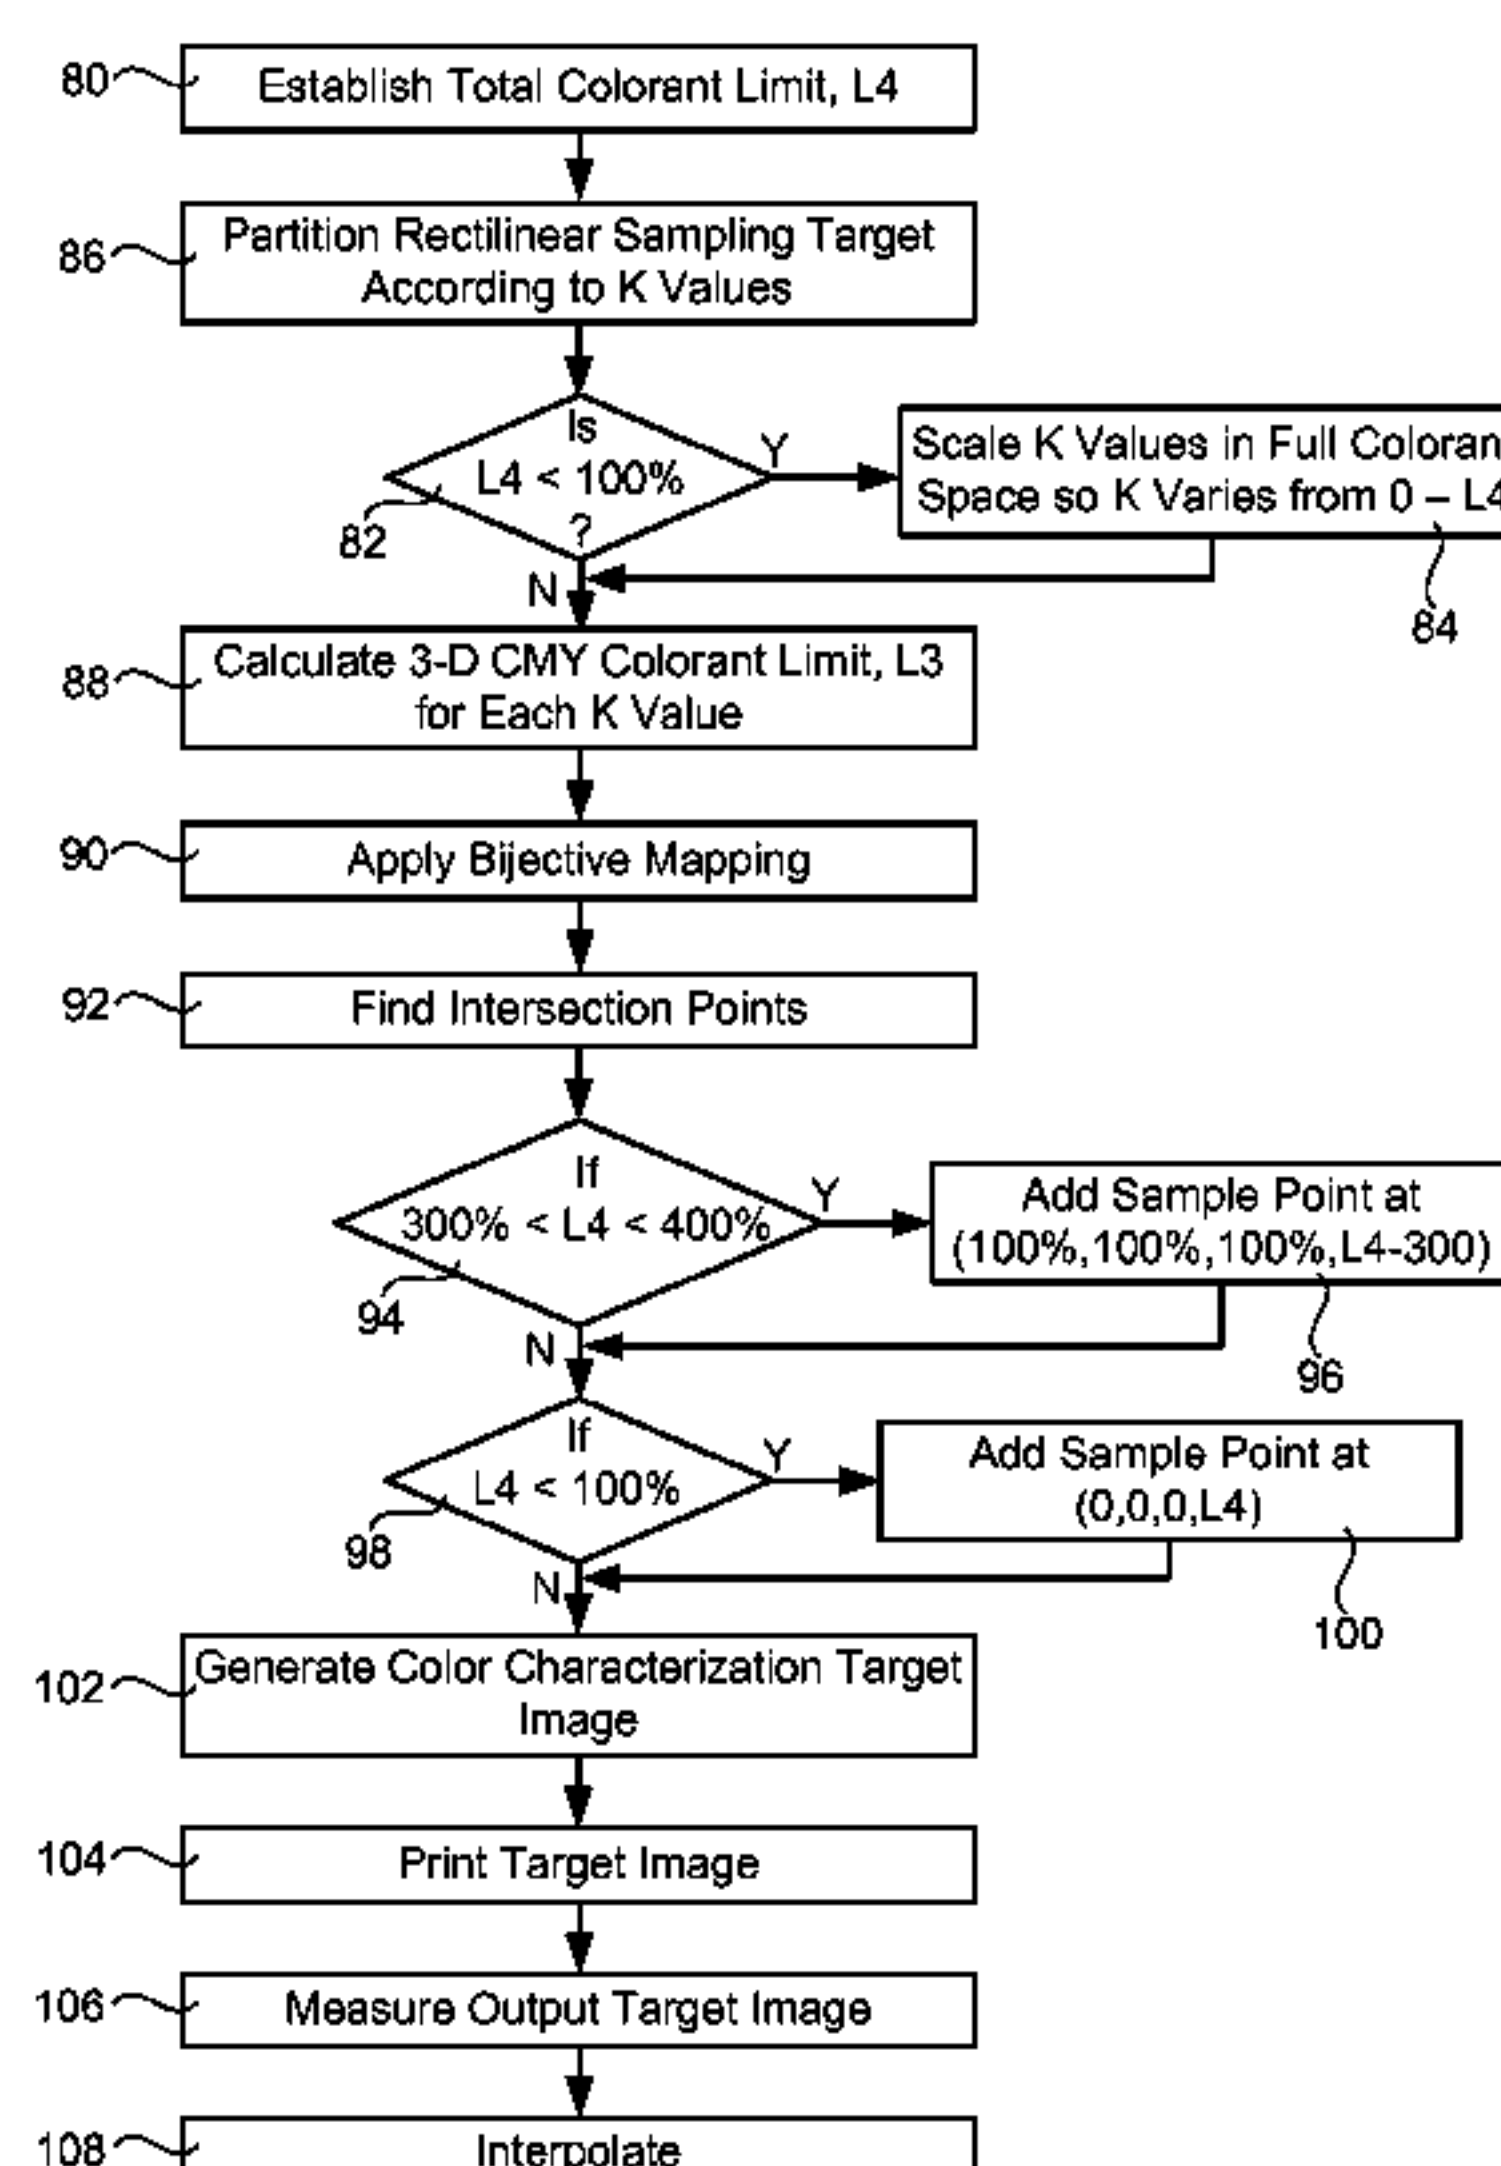 80
Establish Total Colorant Limit, L4
86
Partition Rectilinear Sampling Target
According to K Values
Is
L4 < 100%
?
82
Y
N
Scale K Values in Full Coloran
Space so K Varies from 0 – L4
84
88
Calculate 3-D CMY Colorant Limit, L3
for Each K Value
90
Apply Bijective Mapping
92
Find Intersection Points
If
300% < L4 < 400%
94
Y
N
Add Sample Point at
(100%,100%,100%,L4-300)
96
If
L4 < 100%
98
Y
N
Add Sample Point at
(0,0,0,L4)
100
102
Generate Color Characterization Target
Image
104
Print Target Image
106
Measure Output Target Image
108
Interpolate